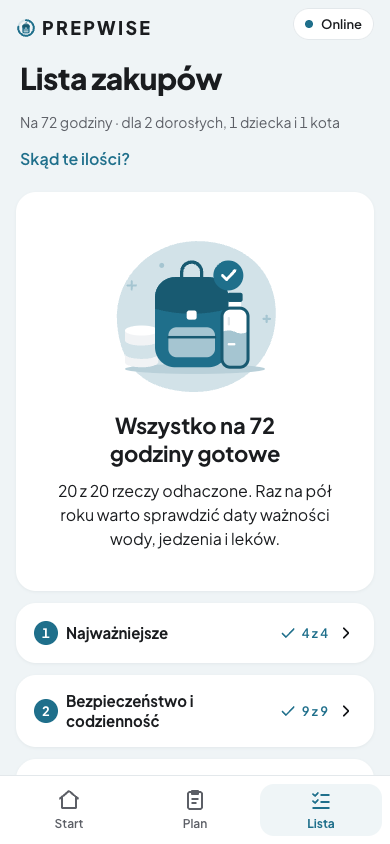 PREPWISE
Online
Lista zakupów
Na 72 godziny · dla 2 dorosłych, 1 dziecka i 1 kota
Skąd te ilości?
Wszystko na 72
godziny gotowe
20 z 20 rzeczy odhaczone. Raz na pół
roku warto sprawdzić daty ważności
wody, jedzenia i leków.
1 Najważniejsze 4 z 4
2 Bezpieczeństwo i
codzienność 9 z 9
Start
Plan
Lista